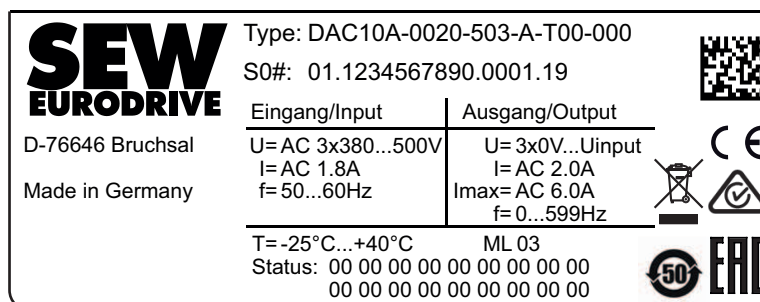 SEW
EURODRIVE
D-76646 Bruchsal
Made in Germany
Type: DAC10A-0020-503-A-T00-000
S0#: 01.1234567890.0001.19
Eingang/Input
U= AC 3x380...500V
I= AC 1.8A
f= 50...60Hz
Ausgang/Output
U= 3x0V...Uinput
I= AC 2.0A
Imax= AC 6.0A
f= 0...599Hz
T= -25°C...+40°C ML 03
Status: 00 00 00 00 00 00 00 00 00
00 00 00 00 00 00 00 00 00
CE
50
EAC